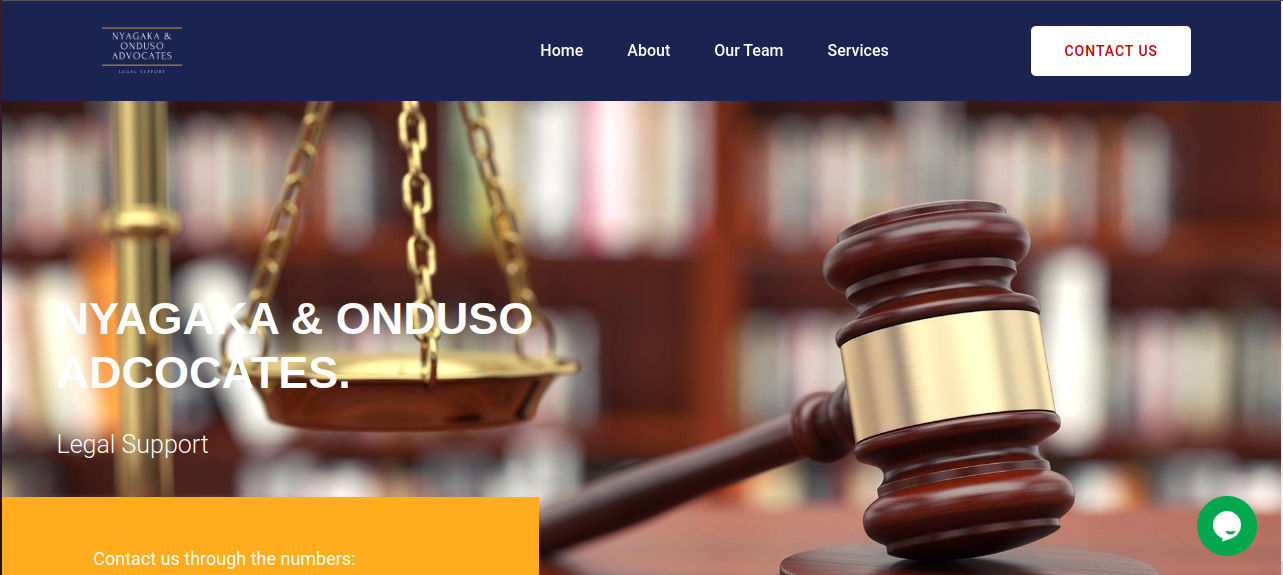 NYAGAKA &
ONDUSO
ADVOCATES
LEGAL SUPPORT
Home
About
Our Team
Services
CONTACT US
NYAGAKA & ONDUSO
ADCOCATES.
Legal Support
Contact us through the numbers: